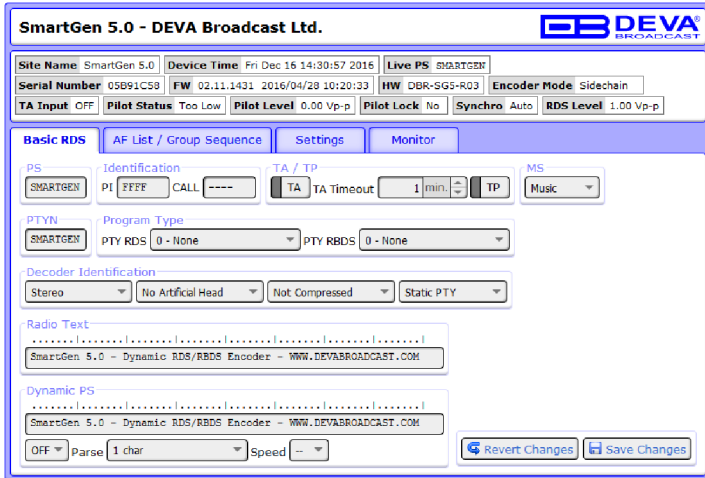 SmartGen 5.0 - DEVA Broadcast Ltd.
DEVA®
BROADCAST
Site Name SmartGen 5.0 Device Time Fri Dec 16 14:30:57 2016 Live PS SMARTGEN
Serial Number 05B91C58 FW 02.11.1431 2016/04/28 10:20:33 HW DBR-SG5-R03 Encoder Mode Sidechain
TA Input OFF Pilot Status Too Low Pilot Level 0.00 Vp-p Pilot Lock No Synchro Auto RDS Level 1.00 Vp-p
Basic RDS AF List / Group Sequence Settings Monitor
PS Identification TA / TP MS
SMARTGEN PI FFFF CALL ---- TA TA Timeout 1 min. TP Music
PTYN Program Type
SMARTGEN PTY RDS 0 - None PTY RBDS 0 - None
Decoder Identification
Stereo No Artificial Head Not Compressed Static PTY
Radio Text
SmartGen 5.0 - Dynamic RDS/RBDS Encoder - WWW.DEVABROADCAST.COM
Dynamic PS
SmartGen 5.0 - Dynamic RDS/RBDS Encoder - WWW.DEVABROADCAST.COM
OFF Parse 1 char Speed -- Revert Changes Save Changes